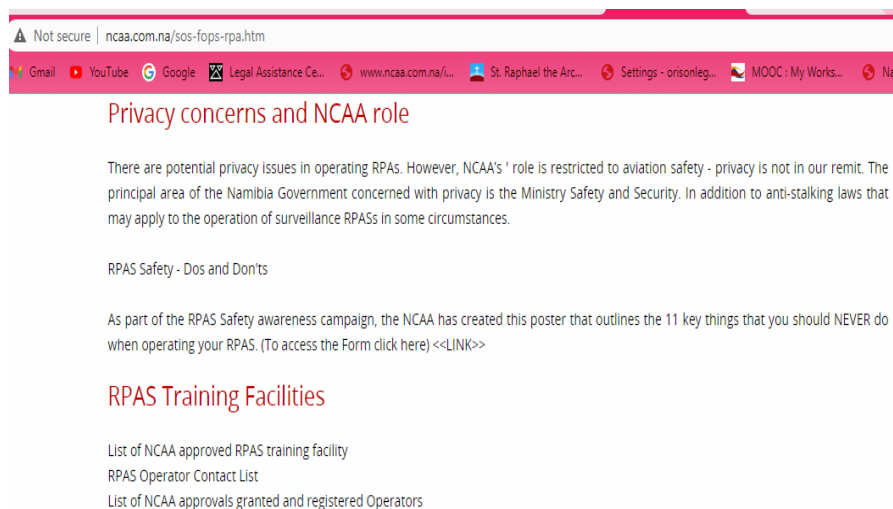 Not secure | ncaa.com.na/sos-fops-rpa.htm
Gmail YouTube Google Legal Assistance Ce... www.ncaa.com.na/i... St. Raphael the Arc... Settings - orisonleg... MOOC : My Works... Na
Privacy concerns and NCAA role
There are potential privacy issues in operating RPAs. However, NCAA's ' role is restricted to aviation safety - privacy is not in our remit. The
principal area of the Namibia Government concerned with privacy is the Ministry Safety and Security. In addition to anti-stalking laws that
may apply to the operation of surveillance RPASs in some circumstances.
RPAS Safety - Dos and Don'ts
As part of the RPAS Safety awareness campaign, the NCAA has created this poster that outlines the 11 key things that you should NEVER do
when operating your RPAS. (To access the Form click here) <<LINK>>
RPAS Training Facilities
List of NCAA approved RPAS training facility
RPAS Operator Contact List
List of NCAA approvals granted and registered Operators